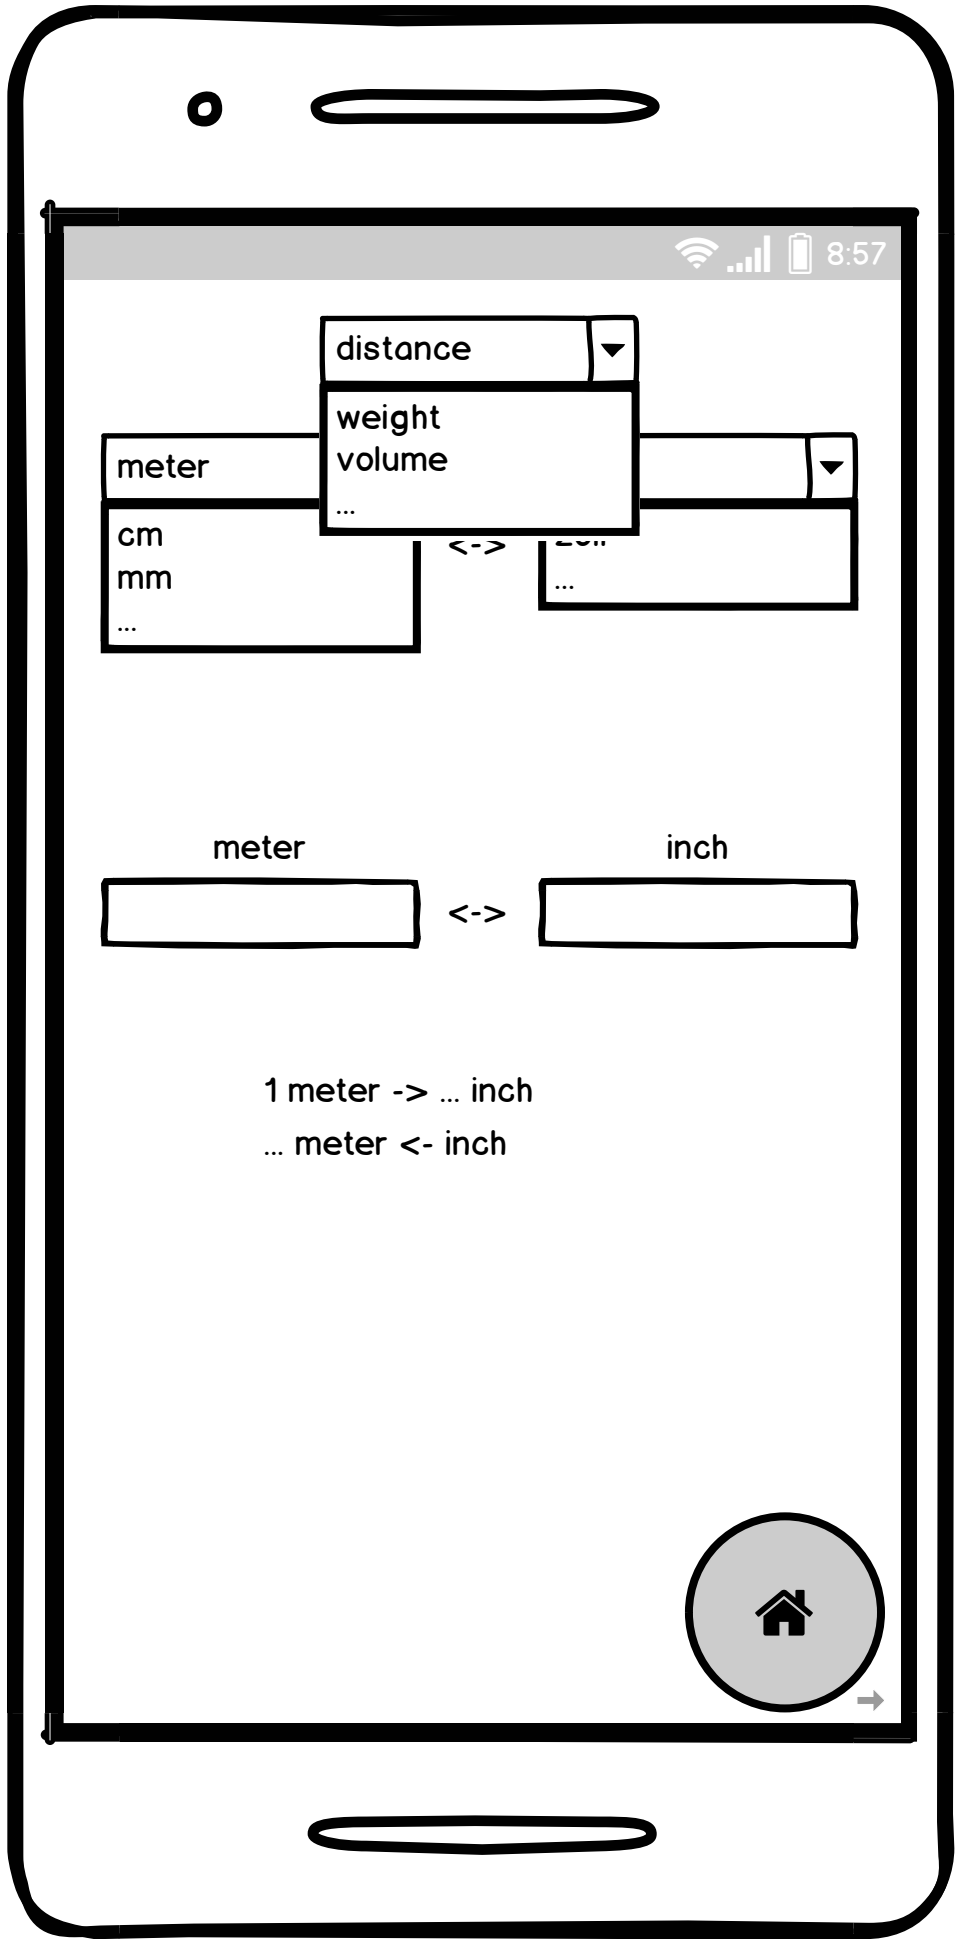 8:57
distance
weight
volume
...
meter
cm
mm
...
<->
...
meter
inch
<->
1 meter -> ... inch
... meter <- inch